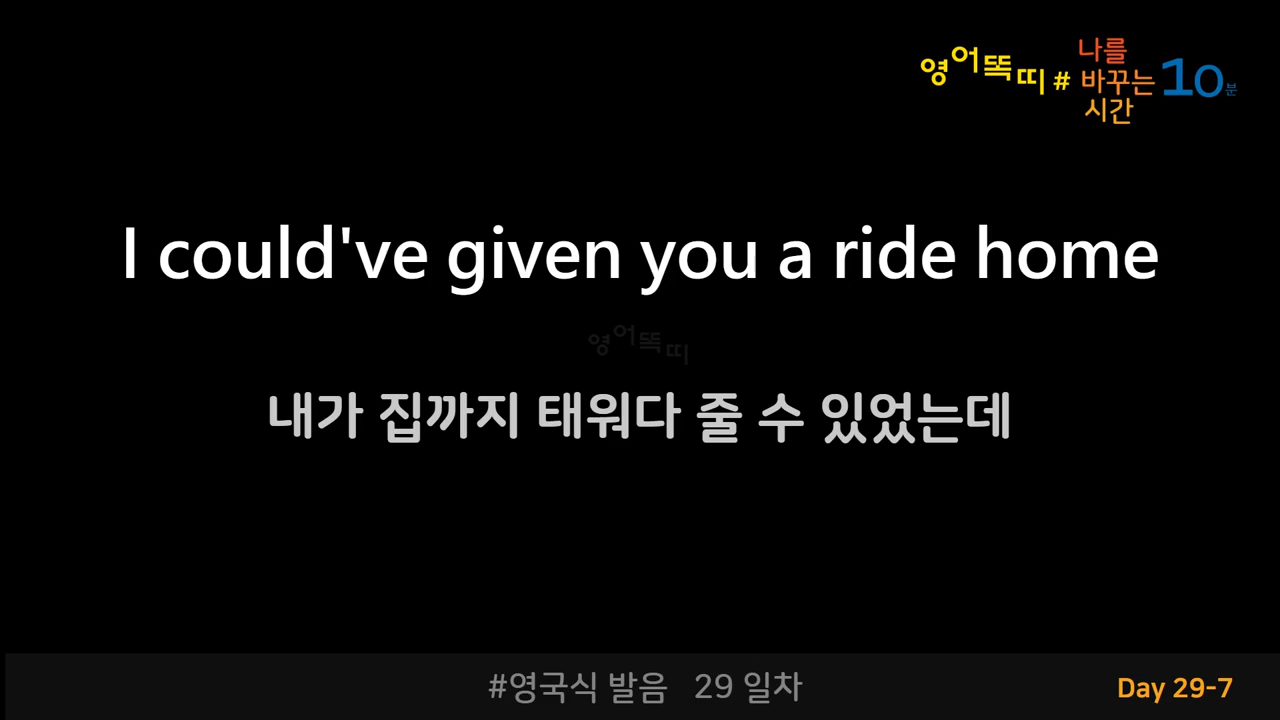 영어똑띠 # 나를 바꾸는 시간 10분
I could've given you a ride home
영어똑띠
내가 집까지 태워다 줄 수 있었는데
#영국식 발음 29 일차
Day 29-7